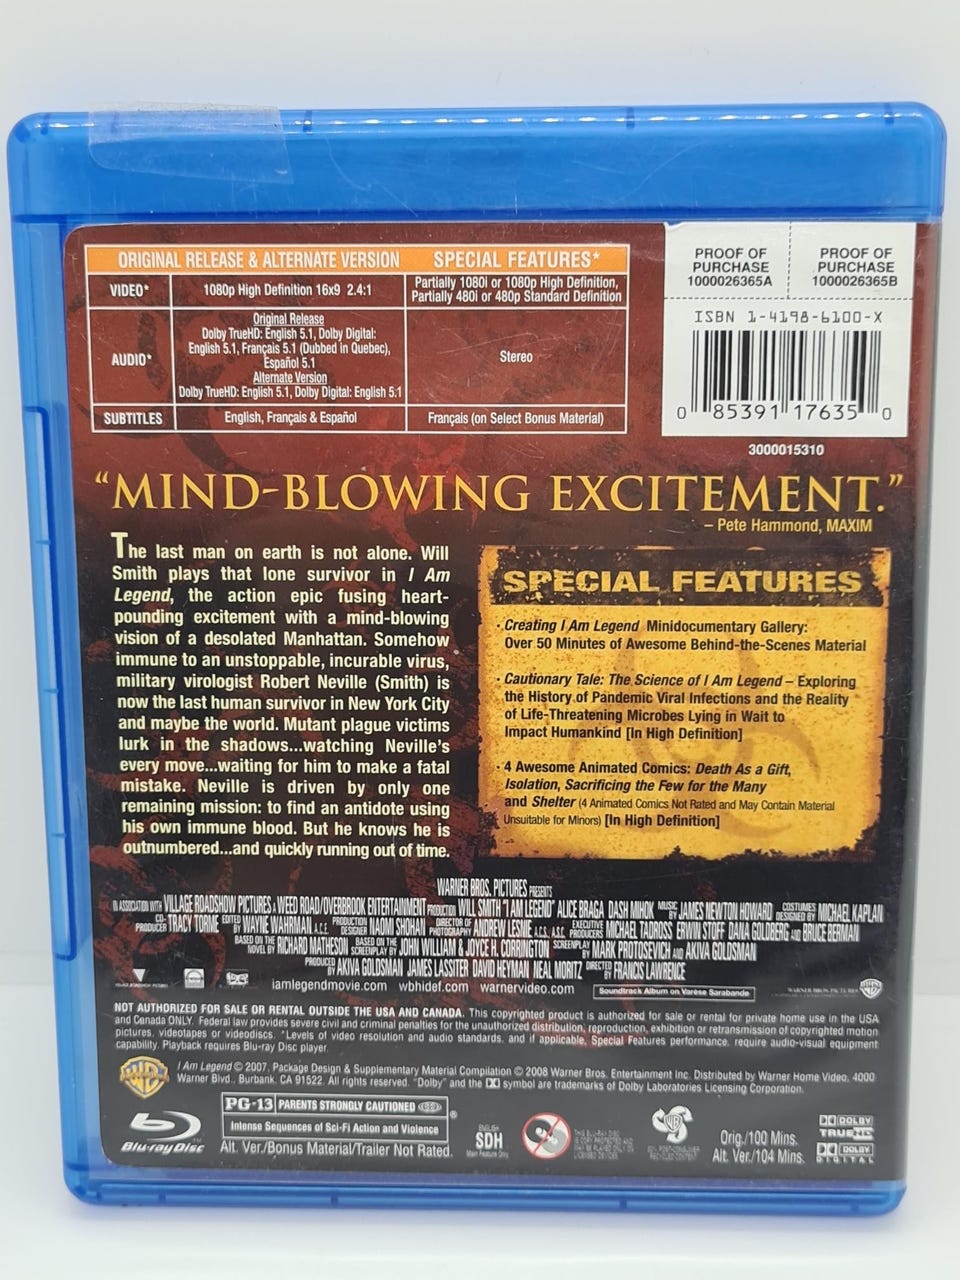 PROOF OF PURCHASE 1000026365A
PROOF OF PURCHASE 1000026365B
ISBN 1-4198-6100-X
0 85391 17635 0
3000015310
ORIGINAL RELEASE & ALTERNATE VERSION SPECIAL FEATURES*
VIDEO* 1080p High Definition 16x9 2.4:1 Partially 1080i or 1080p High Definition,
Partially 480i or 480p Standard Definition
AUDIO*
Original Release
Dolby TrueHD: English 5.1, Dolby Digital:
English 5.1, Français 5.1 (Dubbed in Quebec),
Español 5.1
Alternate Version
Dolby TrueHD: English 5.1, Dolby Digital: English 5.1
Stereo
SUBTITLES English, Français & Español Français (on Select Bonus Material)
“MIND-BLOWING EXCITEMENT.”
– Pete Hammond, MAXIM
The last man on earth is not alone. Will
Smith plays that lone survivor in I Am
Legend, the action epic fusing heart-
pounding excitement with a mind-blowing
vision of a desolated Manhattan. Somehow
immune to an unstoppable, incurable virus,
military virologist Robert Neville (Smith) is
now the last human survivor in New York City
and maybe the world. Mutant plague victims
lurk in the shadows...watching Neville's
every move...waiting for him to make a fatal
mistake. Neville is driven by only one
remaining mission: to find an antidote using
his own immune blood. But he knows he is
outnumbered...and quickly running out of time.
SPECIAL FEATURES
· Creating I Am Legend Minidocumentary Gallery:
Over 50 Minutes of Awesome Behind-the-Scenes Material
· Cautionary Tale: The Science of I Am Legend – Exploring
the History of Pandemic Viral Infections and the Reality
of Life-Threatening Microbes Lying in Wait to
Impact Humankind [In High Definition]
· 4 Awesome Animated Comics: Death As a Gift,
Isolation, Sacrificing the Few for the Many
and Shelter (4 Animated Comics Not Rated and May Contain Material
Unsuitable for Minors) [In High Definition]
WARNER BROS. PICTURES PRESENTS
IN ASSOCIATION WITH VILLAGE ROADSHOW PICTURES A WEED ROAD/OVERBROOK ENTERTAINMENT PRODUCTION WILL SMITH "I AM LEGEND" ALICE BRAGA DASH MIHOK MUSIC BY JAMES NEWTON HOWARD COSTUMES DESIGNED BY MICHAEL KAPLAN
CO-PRODUCER TRACY TORME EDITED BY WAYNE WAHRMAN A.C.E. PRODUCTION DESIGNER NAOMI SHOHAN DIRECTOR OF PHOTOGRAPHY ANDREW LESNIE A.C.S. A.S.C. EXECUTIVE PRODUCERS MICHAEL TADROSS ERWIN STOFF DANA GOLDBERG AND BRUCE BERMAN
BASED ON THE NOVEL BY RICHARD MATHESON BASED ON THE SCREENPLAY BY JOHN WILLIAM & JOYCE H. CORRINGTON SCREENPLAY BY MARK PROTOSEVICH AND AKIVA GOLDSMAN
PRODUCED BY AKIVA GOLDSMAN JAMES LASSITER DAVID HEYMAN NEAL MORITZ DIRECTED BY FRANCIS LAWRENCE
iamlegendmovie.com wbhidef.com warnervideo.com Soundtrack Album on Varèse Sarabande
NOT AUTHORIZED FOR SALE OR RENTAL OUTSIDE THE USA AND CANADA. This copyrighted product is authorized for sale or rental for private home use in the USA
and Canada ONLY. Federal law provides severe civil and criminal penalties for the unauthorized distribution, reproduction, exhibition or retransmission of copyrighted motion
pictures, videotapes or videodiscs. *Levels of video resolution and audio standards, and if applicable, Special Features performance, require audio-visual equipment
capability. Playback requires Blu-ray Disc player.
I Am Legend © 2007. Package Design & Supplementary Material Compilation © 2008 Warner Bros. Entertainment Inc. Distributed by Warner Home Video, 4000
Warner Blvd., Burbank, CA 91522. All rights reserved. "Dolby" and the DD symbol are trademarks of Dolby Laboratories Licensing Corporation.
Blu-ray Disc ™
PG-13 PARENTS STRONGLY CAUTIONED ®
Intense Sequences of Sci-Fi Action and Violence
Alt. Ver./Bonus Material/Trailer Not Rated.
ENGLISH
SDH
Main Feature Only
Orig./100 Mins.
Alt. Ver./104 Mins.
DOLBY
TRUEHD
DOLBY
DIGITAL